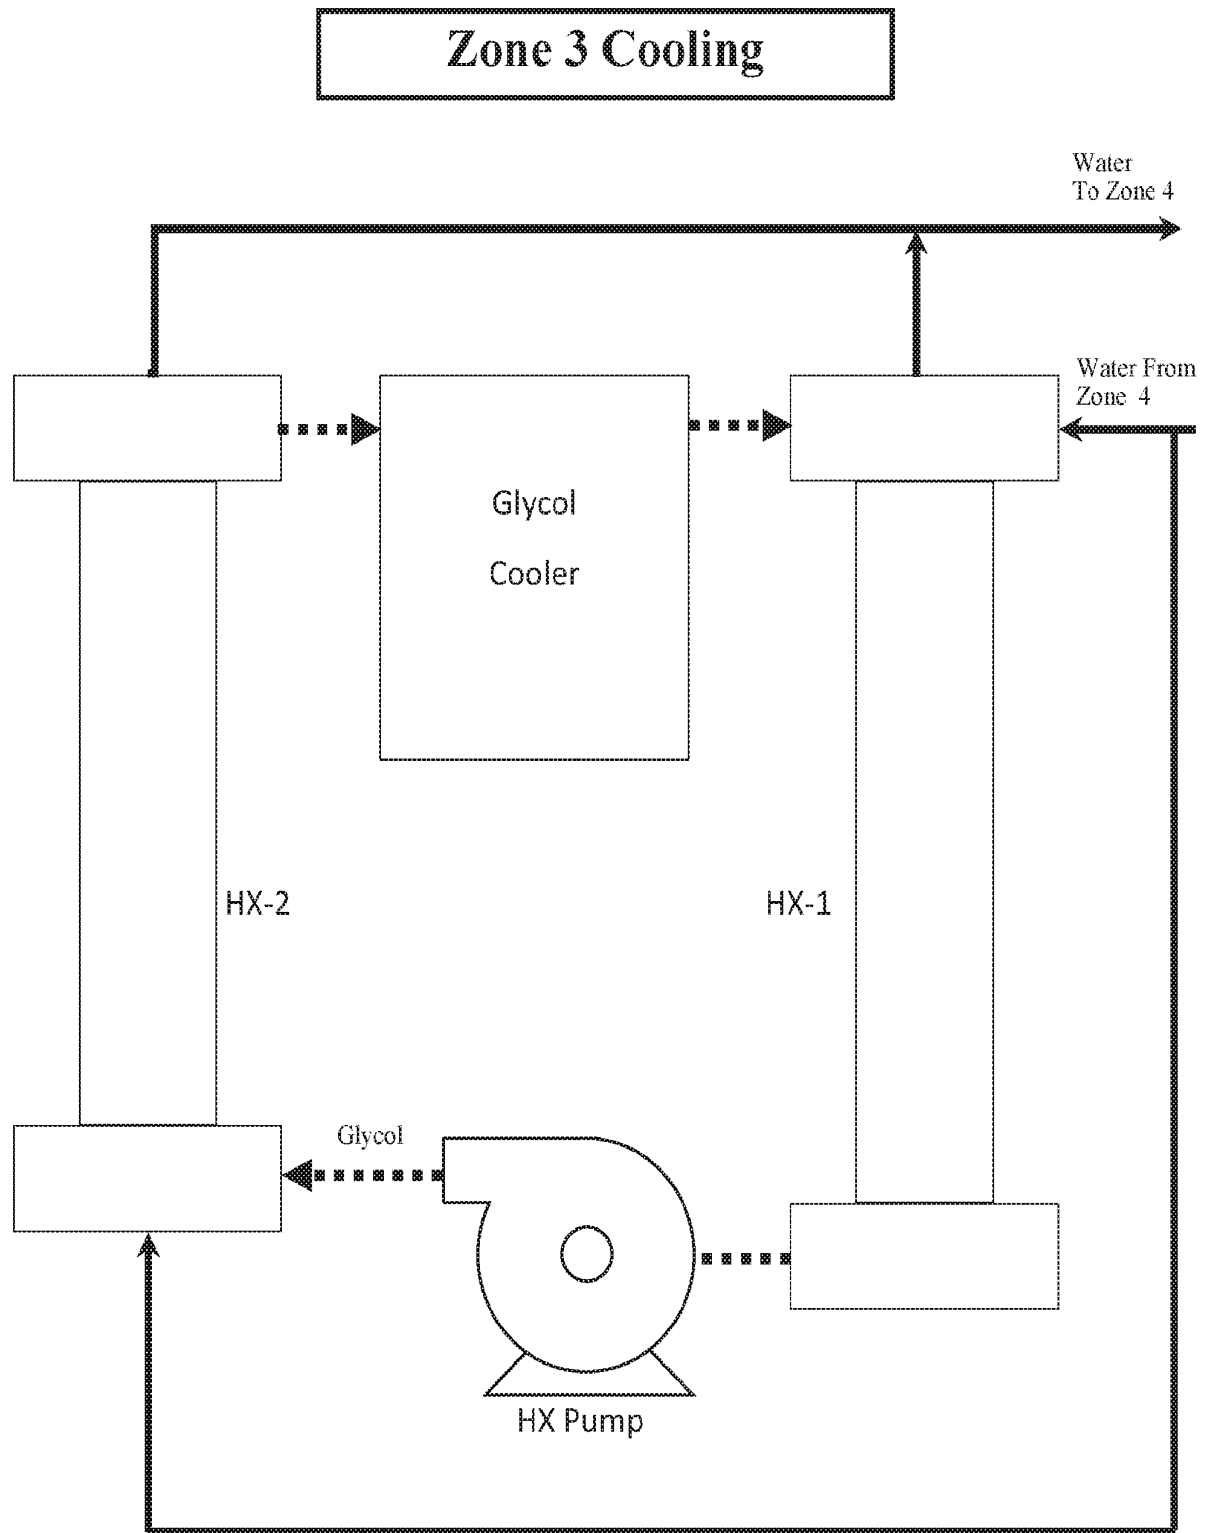 Zone 3 Cooling
Water
To Zone 4
Water From
Zone 4
Glycol
Cooler
HX-2
HX-1
Glycol
HX Pump